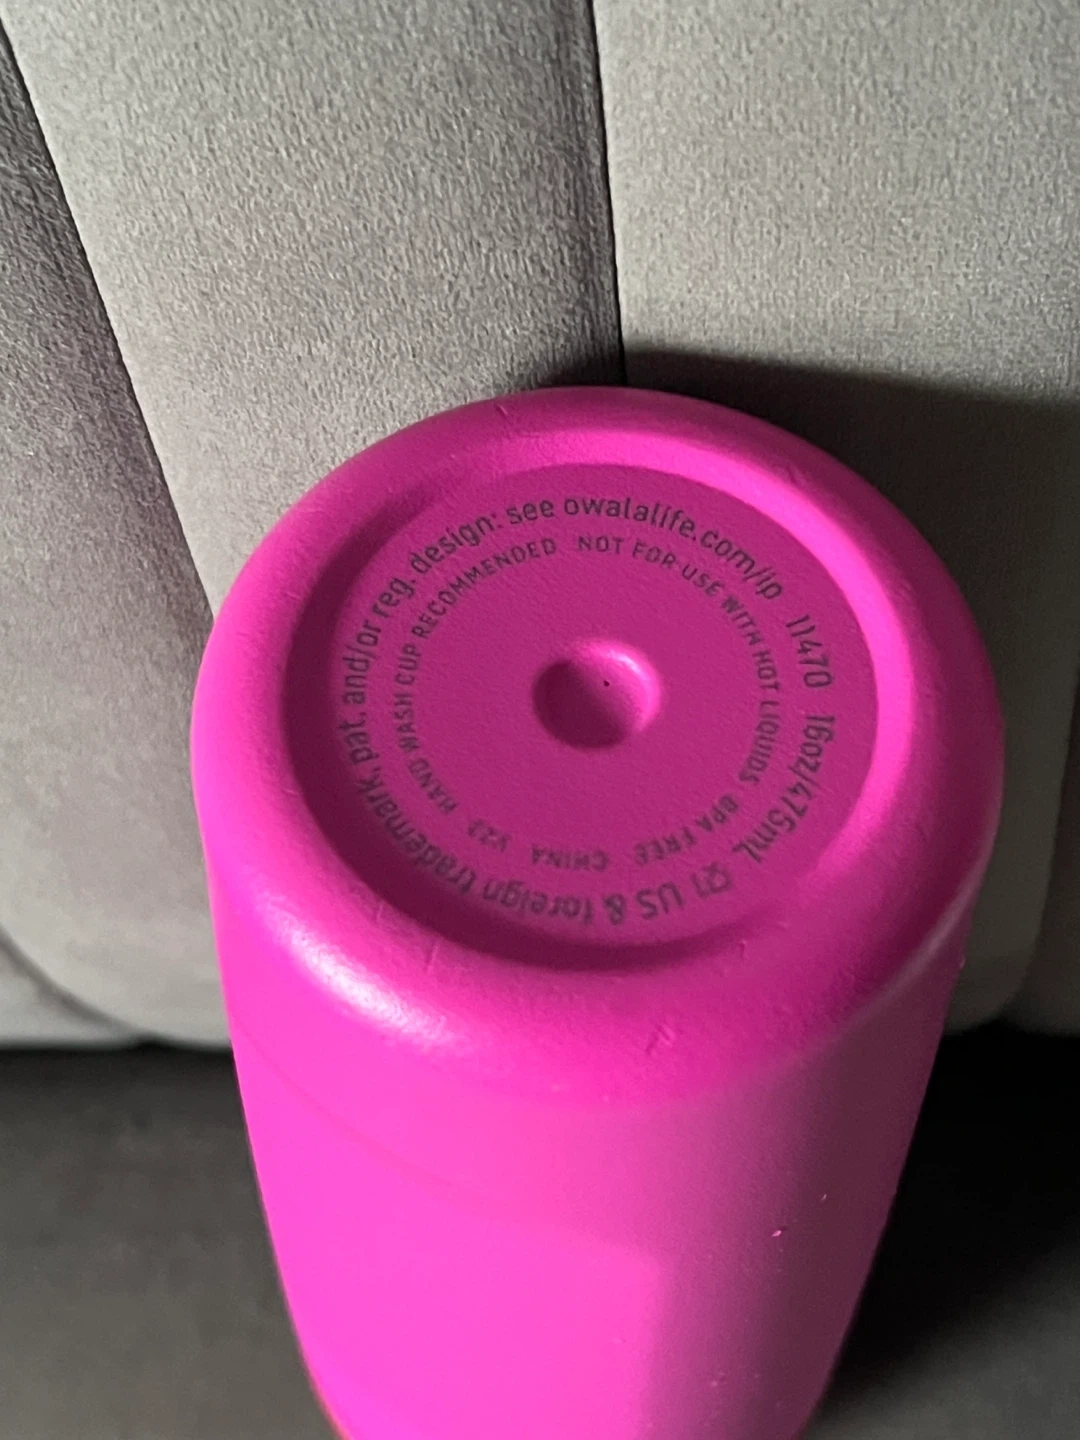 US & foreign trademark, pat. and/or reg. design: see owalalife.com/ip 11470 16oz/475mL
HAND WASH CUP RECOMMENDED NOT FOR USE WITH HOT LIQUIDS BPA FREE CHINA V23